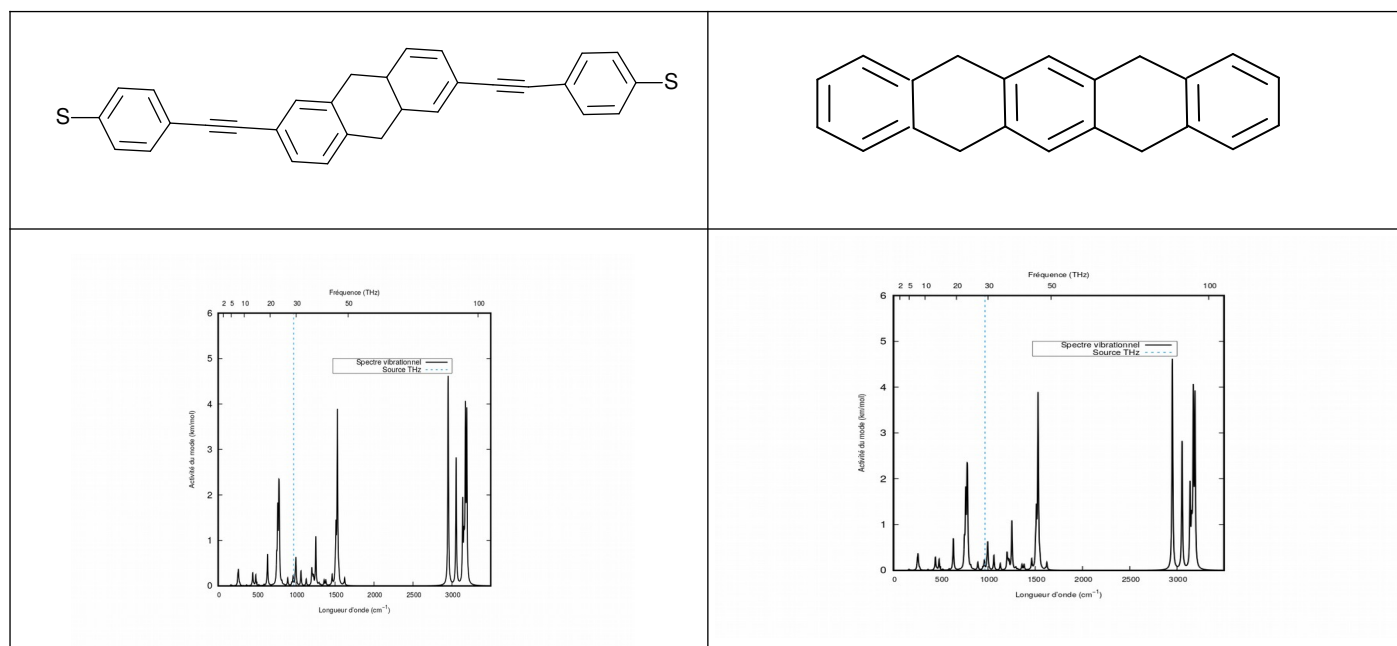 S
S
Fréquence (THz)
2 5 10 20 30 50 100
6
5
4
3
2
1
0
Activité du mode (km/mol)
Spectre vibrationnel
Source THz
0 500 1000 1500 2000 2500 3000
Longueur d'onde (cm⁻¹)
Fréquence (THz)
2 5 10 20 30 50 100
6
5
4
3
2
1
0
Activité du mode (km/mol)
Spectre vibrationnel
Source THz
0 500 1000 1500 2000 2500 3000
Longueur d'onde (cm⁻¹)